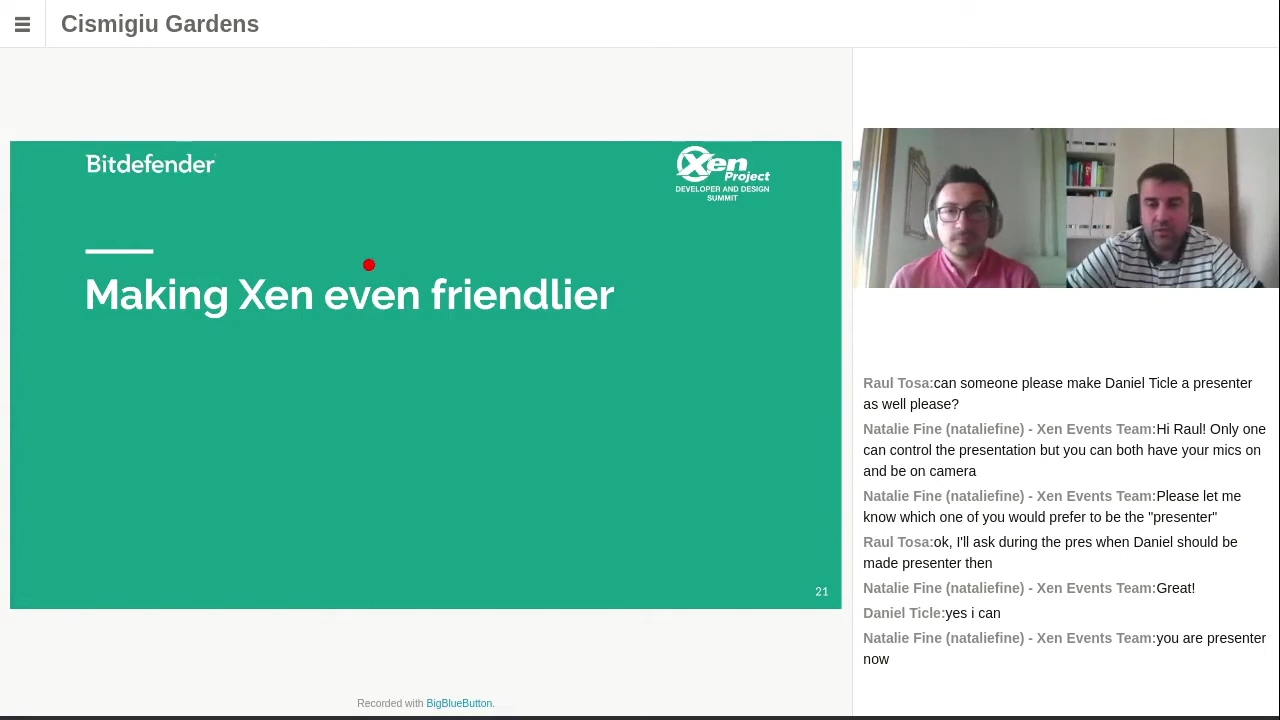 Cismigiu Gardens
Bitdefender
Xen
Project
DEVELOPER AND DESIGN
SUMMIT
Making Xen even friendlier
21
Recorded with BigBlueButton.
Raul Tosa:can someone please make Daniel Ticle a presenter
as well please?
Natalie Fine (nataliefine) - Xen Events Team:Hi Raul! Only one
can control the presentation but you can both have your mics on
and be on camera
Natalie Fine (nataliefine) - Xen Events Team:Please let me
know which one of you would prefer to be the "presenter"
Raul Tosa:ok, I'll ask during the pres when Daniel should be
made presenter then
Natalie Fine (nataliefine) - Xen Events Team:Great!
Daniel Ticle:yes i can
Natalie Fine (nataliefine) - Xen Events Team:you are presenter
now